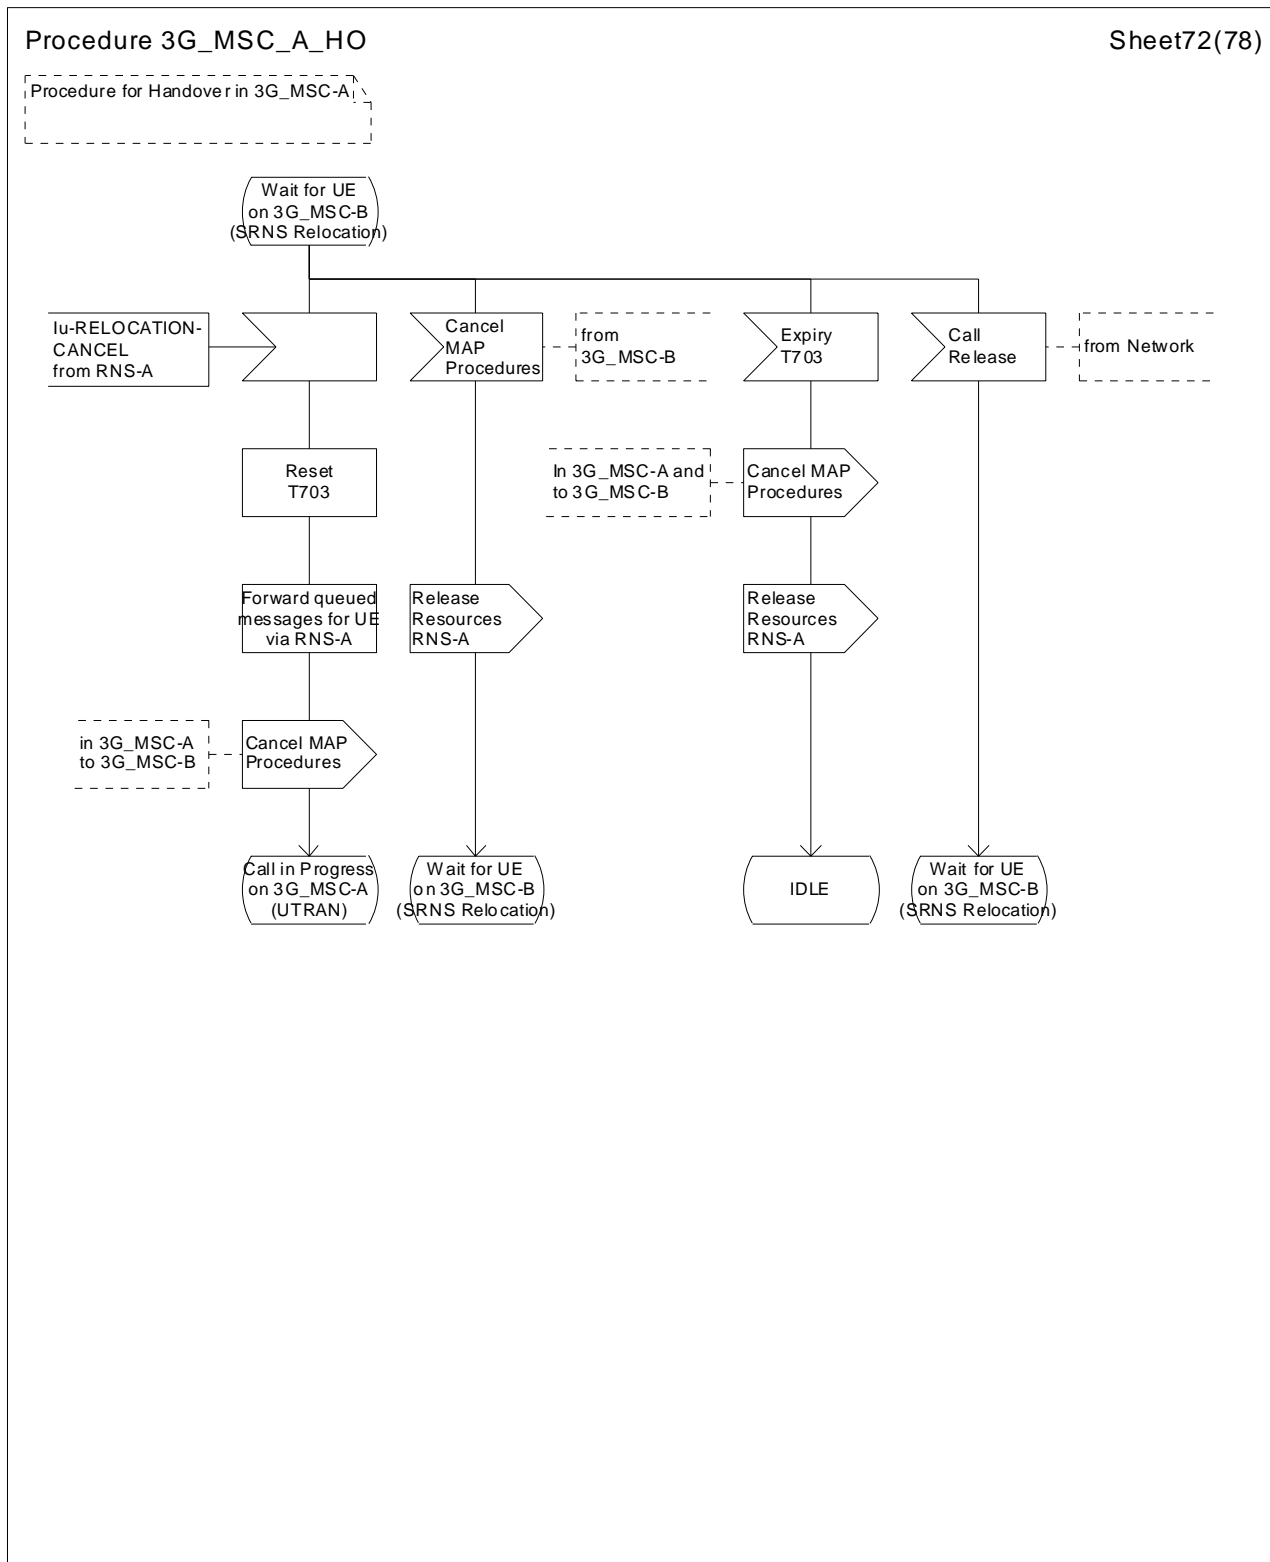 Procedure 3G_MSC_A_HO
Sheet72(78)
Procedure for Handover in 3G_MSC-A
Wait for UE
on 3G_MSC-B
(SRNS Relocation)
Iu-RELOCATION-
CANCEL
from RNS-A
Cancel
MAP
Procedures
from
3G_MSC-B
Expiry
T703
Call
Release
from Network
Reset
T703
In 3G_MSC-A and
to 3G_MSC-B
Cancel MAP
Procedures
Forward queued
messages for UE
via RNS-A
Release
Resources
RNS-A
Release
Resources
RNS-A
in 3G_MSC-A
to 3G_MSC-B
Cancel MAP
Procedures
Call in Progress
on 3G_MSC-A
(UTRAN)
Wait for UE
on 3G_MSC-B
(SRNS Relocation)
IDLE
Wait for UE
on 3G_MSC-B
(SRNS Relocation)